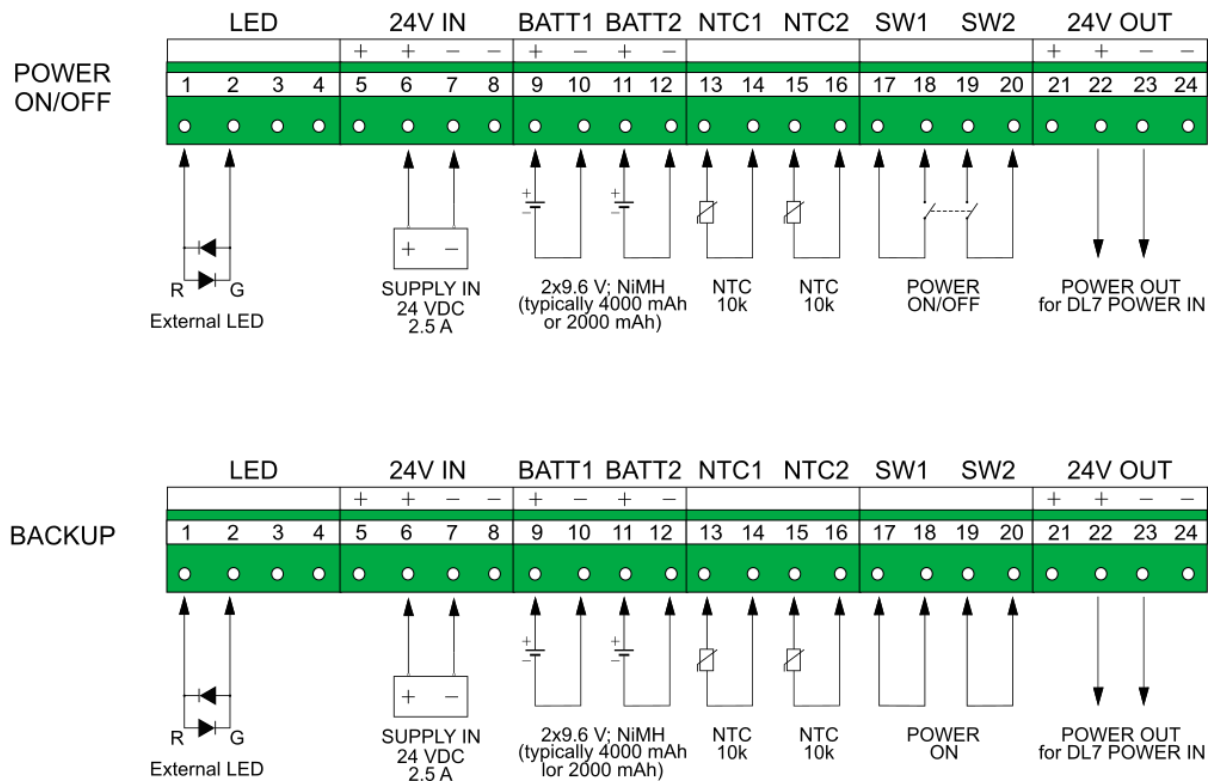 LED 24V IN BATT1 BATT2 NTC1 NTC2 SW1 SW2 24V OUT
+ + − − + − + − + + − −
POWER
ON/OFF
1 2 3 4 5 6 7 8 9 10 11 12 13 14 15 16 17 18 19 20 21 22 23 24
+ − + −
+ −
R G
External LED
SUPPLY IN
24 VDC
2.5 A
2x9.6 V; NiMH
(typically 4000 mAh
or 2000 mAh)
NTC
10k
NTC
10k
POWER
ON/OFF
POWER OUT
for DL7 POWER IN
LED 24V IN BATT1 BATT2 NTC1 NTC2 SW1 SW2 24V OUT
+ + − − + − + − + + − −
BACKUP
1 2 3 4 5 6 7 8 9 10 11 12 13 14 15 16 17 18 19 20 21 22 23 24
+ − + −
+ −
R G
External LED
SUPPLY IN
24 VDC
2.5 A
2x9.6 V; NiMH
(typically 4000 mAh
lor 2000 mAh)
NTC
10k
NTC
10k
POWER
ON
POWER OUT
for DL7 POWER IN